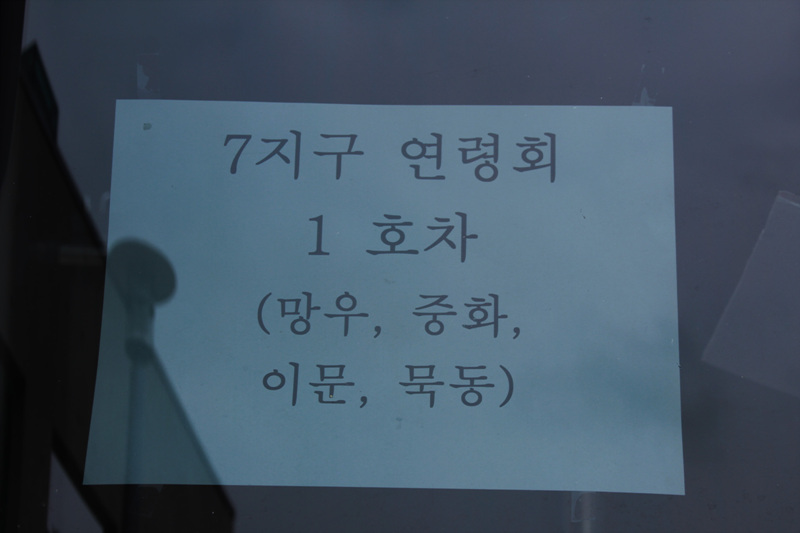 7지구 연령회
1 호차
(망우, 중화,
이문, 묵동)